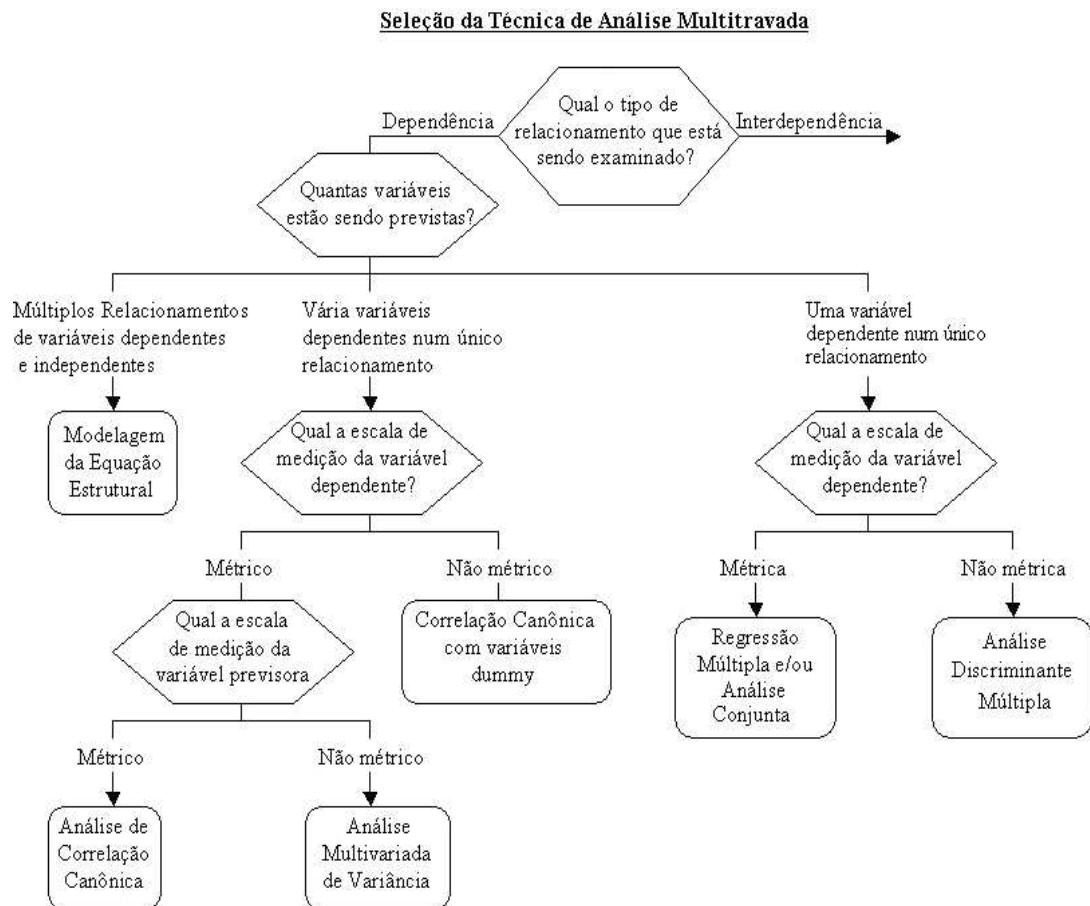 Seleção da Técnica de Análise Multitravada
Qual o tipo de
relacionamento que está
sendo examinado?
Dependência
Interdependência
Quantas variáveis
estão sendo previstas?
Múltiplos Relacionamentos
de variáveis dependentes
e independentes
Vária variáveis
dependentes num único
relacionamento
Uma variável
dependente num único
relacionamento
Modelagem
da Equação
Estrutural
Qual a escala de
medição da variável
dependente?
Qual a escala de
medição da variável
dependente?
Métrico
Não métrico
Métrica
Não métrica
Qual a escala
de medição da
variável previsora
Correlação Canônica
com variáveis
dummy
Regressão
Múltipla e/ou
Análise
Conjunta
Análise
Discriminante
Múltipla
Métrico
Não métrico
Análise de
Correlação
Canônica
Análise
Multivariada
de Variância